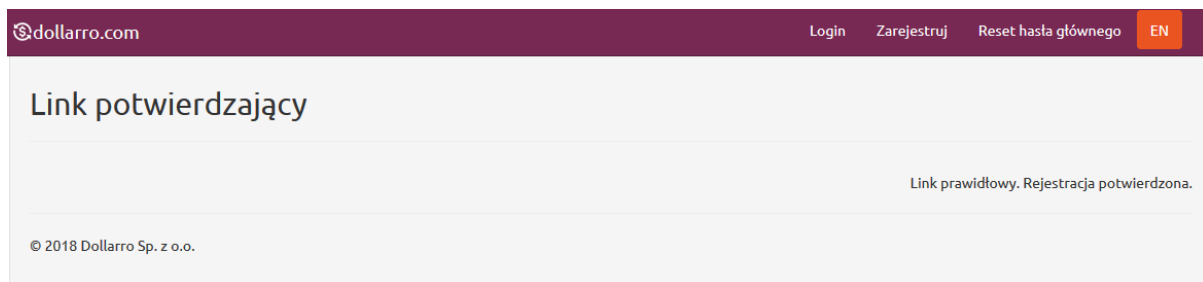 dollarro.com Login Zarejestruj Reset hasła głównego EN
Link potwierdzający
Link prawidłowy. Rejestracja potwierdzona.
© 2018 Dollarro Sp. z o.o.